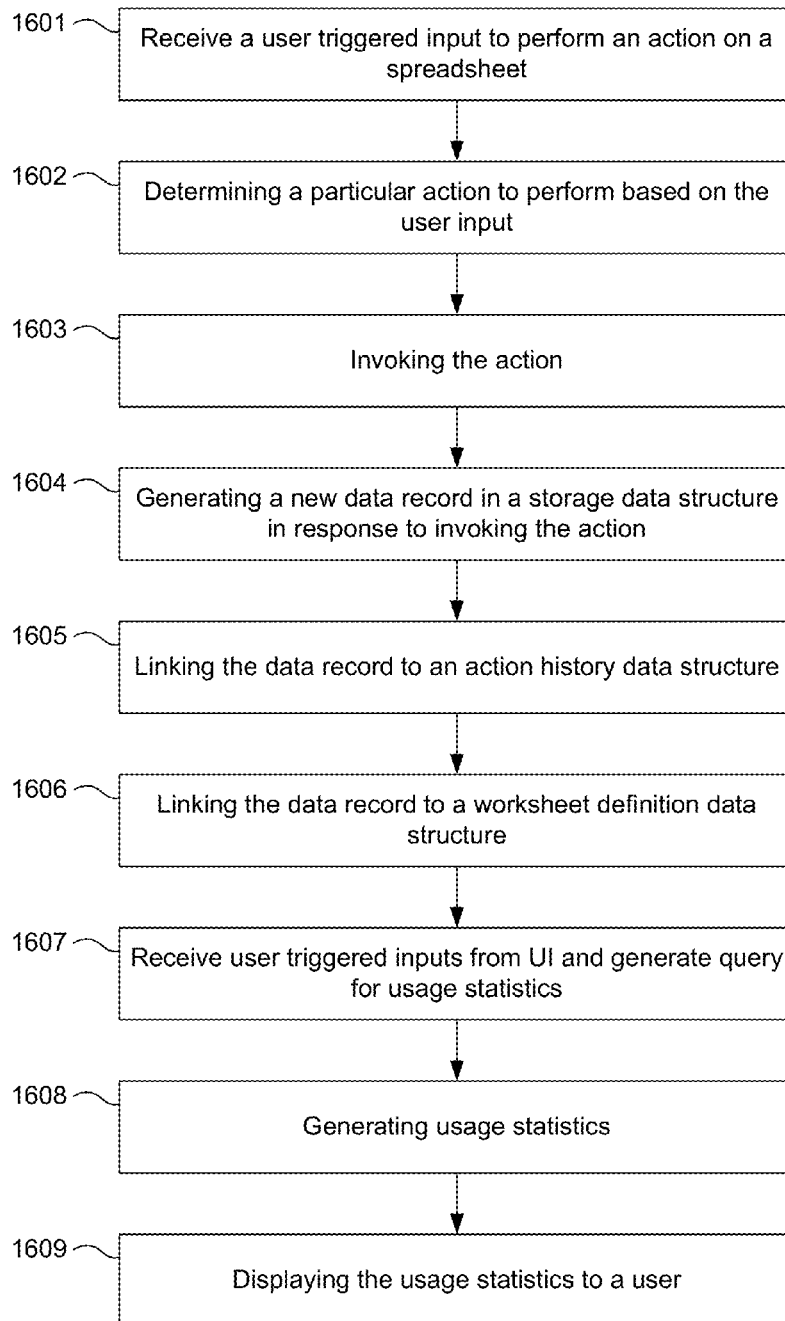 1601
Receive a user triggered input to perform an action on a
spreadsheet
1602
Determining a particular action to perform based on the
user input
1603
Invoking the action
1604
Generating a new data record in a storage data structure
in response to invoking the action
1605
Linking the data record to an action history data structure
1606
Linking the data record to a worksheet definition data
structure
1607
Receive user triggered inputs from UI and generate query
for usage statistics
1608
Generating usage statistics
1609
Displaying the usage statistics to a user